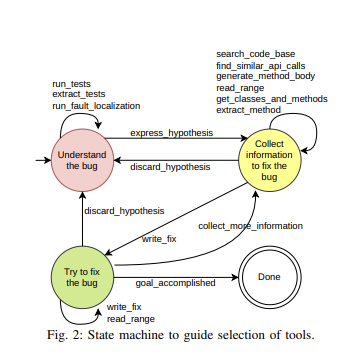 search_code_base
find_similar_api_calls
generate_method_body
read_range
get_classes_and_methods
extract_method
run_tests
extract_tests
run_fault_localization
express_hypothesis
Understand
the bug
Collect
information
to fix the
bug
discard_hypothesis
discard_hypothesis
collect_more_information
write_fix
Try to fix
the bug
goal_accomplished
Done
write_fix
read_range
Fig. 2: State machine to guide selection of tools.